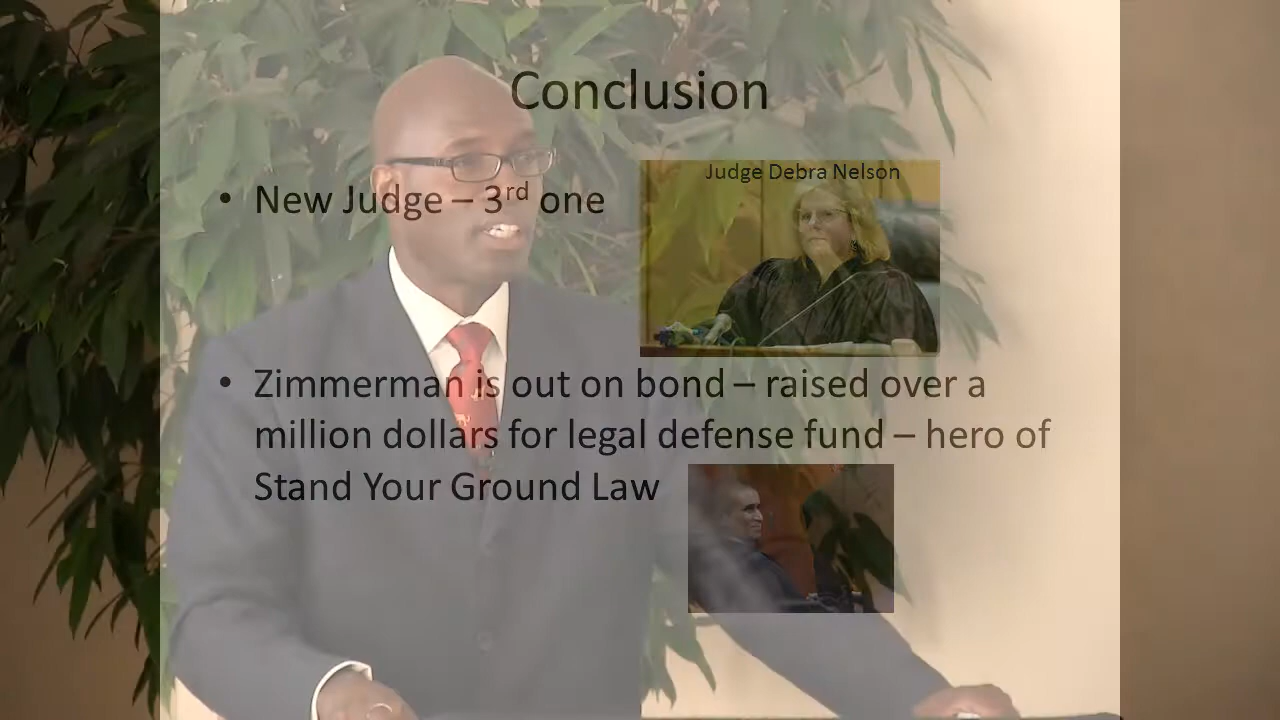 Conclusion
• New Judge – 3rd one
Judge Debra Nelson
• Zimmerman is out on bond – raised over a
million dollars for legal defense fund – hero of
Stand Your Ground Law